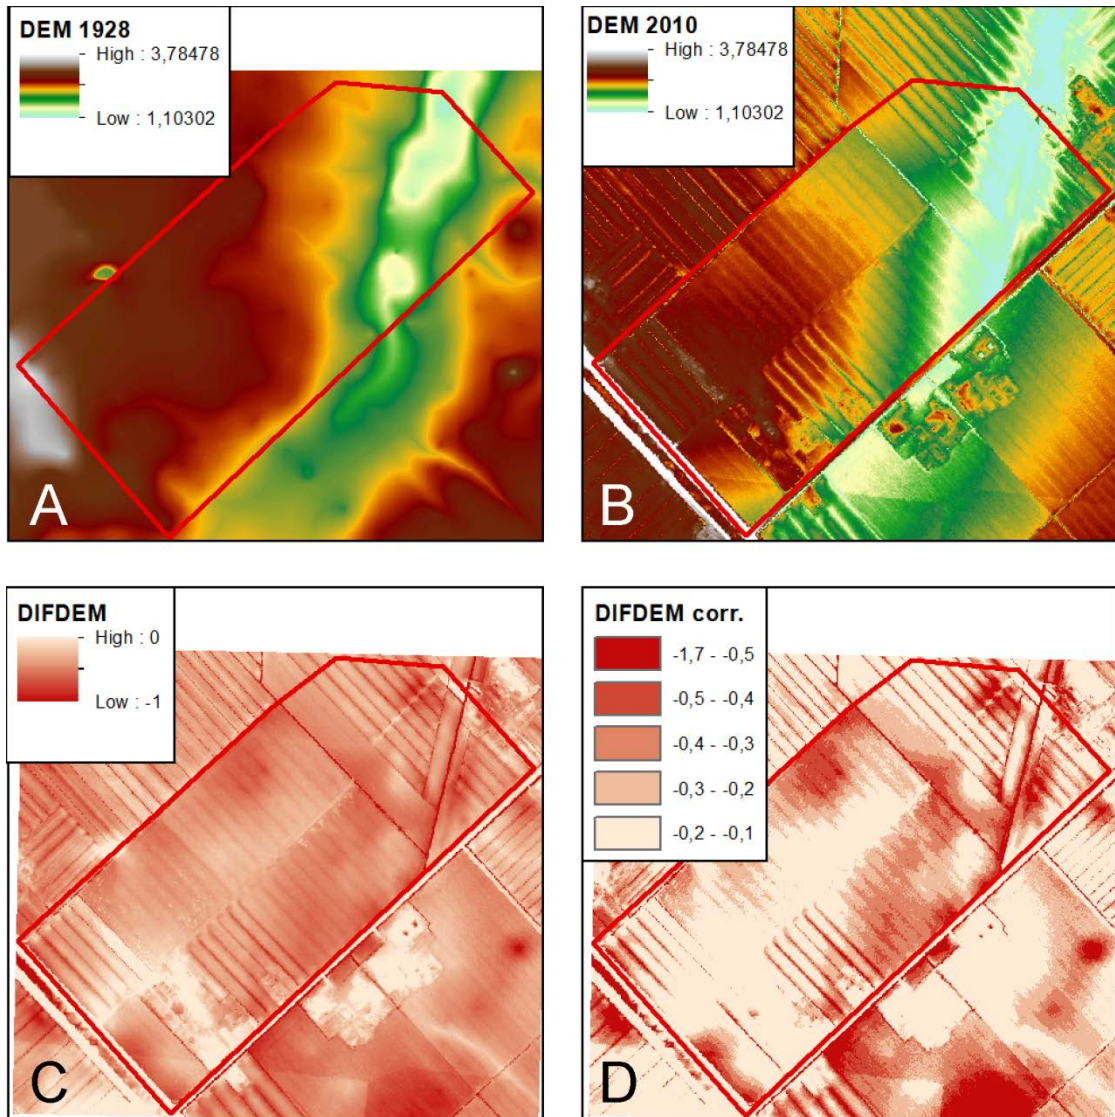 DEM 1928
High : 3,78478
Low : 1,10302
A
DEM 2010
High : 3,78478
Low : 1,10302
B
DIFDEM
High : 0
Low : -1
C
DIFDEM corr.
-1,7 - -0,5
-0,5 - -0,4
-0,4 - -0,3
-0,3 - -0,2
-0,2 - -0,1
D